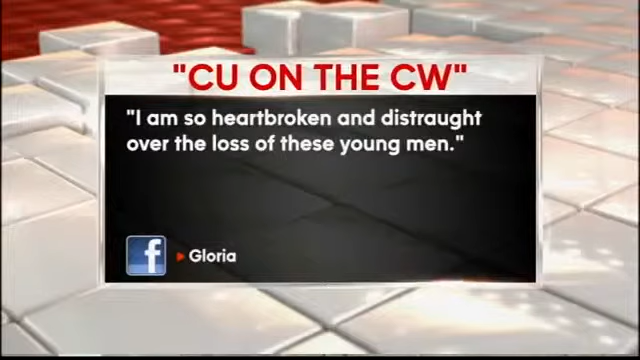 "CU ON THE CW"
"I am so heartbroken and distraught
over the loss of these young men."
f
Gloria